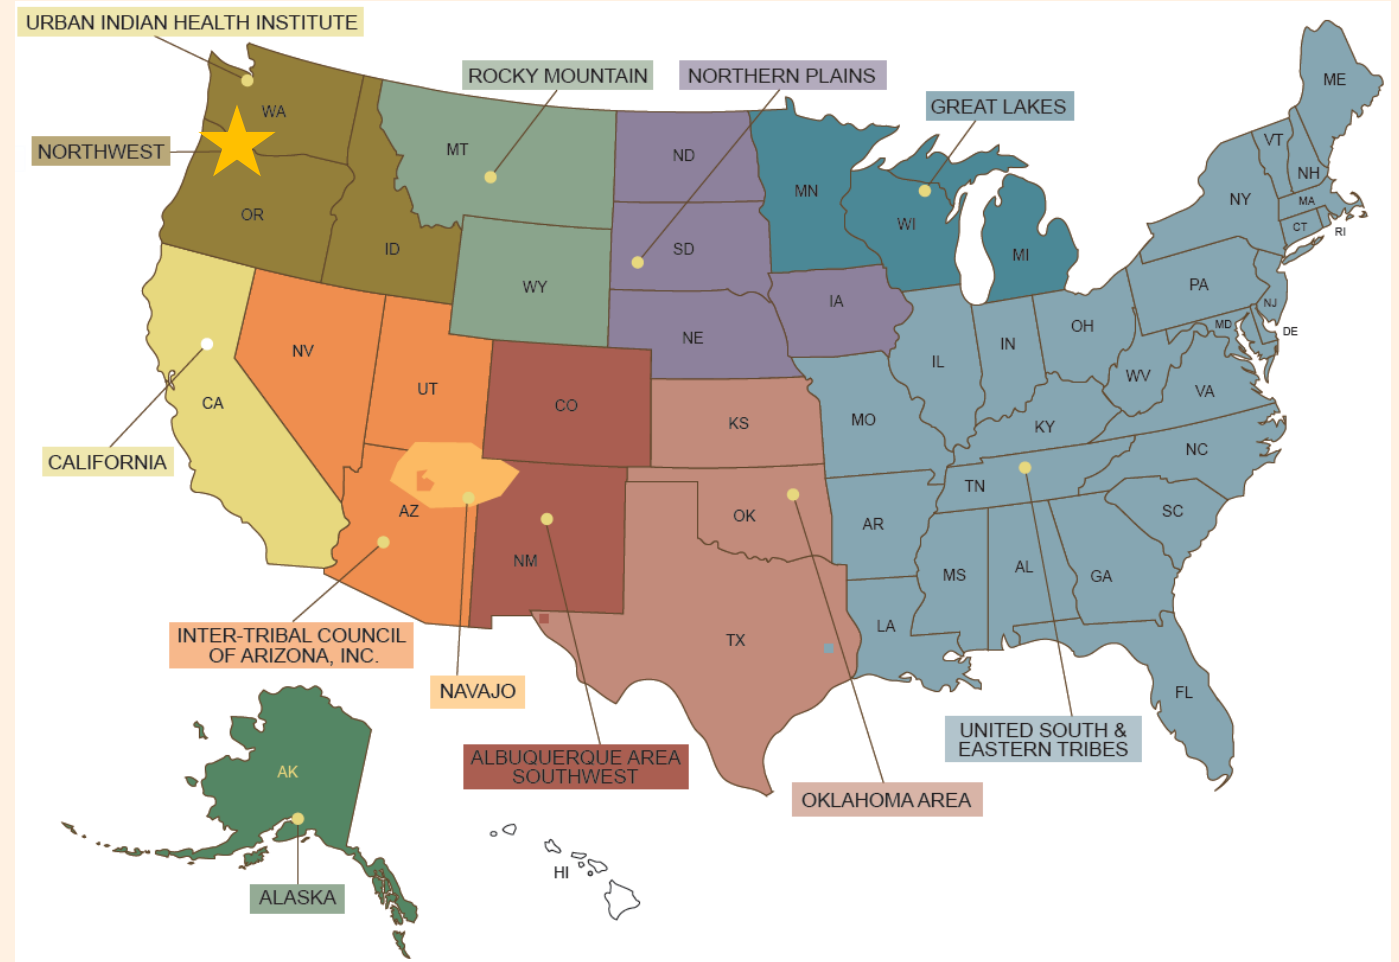 URBAN INDIAN HEALTH INSTITUTE
ROCKY MOUNTAIN
NORTHERN PLAINS
GREAT LAKES
NORTHWEST
WA
OR
ID
MT
WY
ND
SD
NE
IA
MN
WI
MI
ME
VT
NH
NY
MA
CT
RI
PA
NJ
MD
DE
OH
IN
IL
WV
VA
KY
NC
TN
SC
MO
AR
MS
AL
GA
LA
FL
NV
UT
CO
KS
CA
CALIFORNIA
AZ
NM
OK
TX
INTER-TRIBAL COUNCIL
OF ARIZONA, INC.
NAVAJO
ALBUQUERQUE AREA
SOUTHWEST
OKLAHOMA AREA
UNITED SOUTH &
EASTERN TRIBES
AK
ALASKA
HI